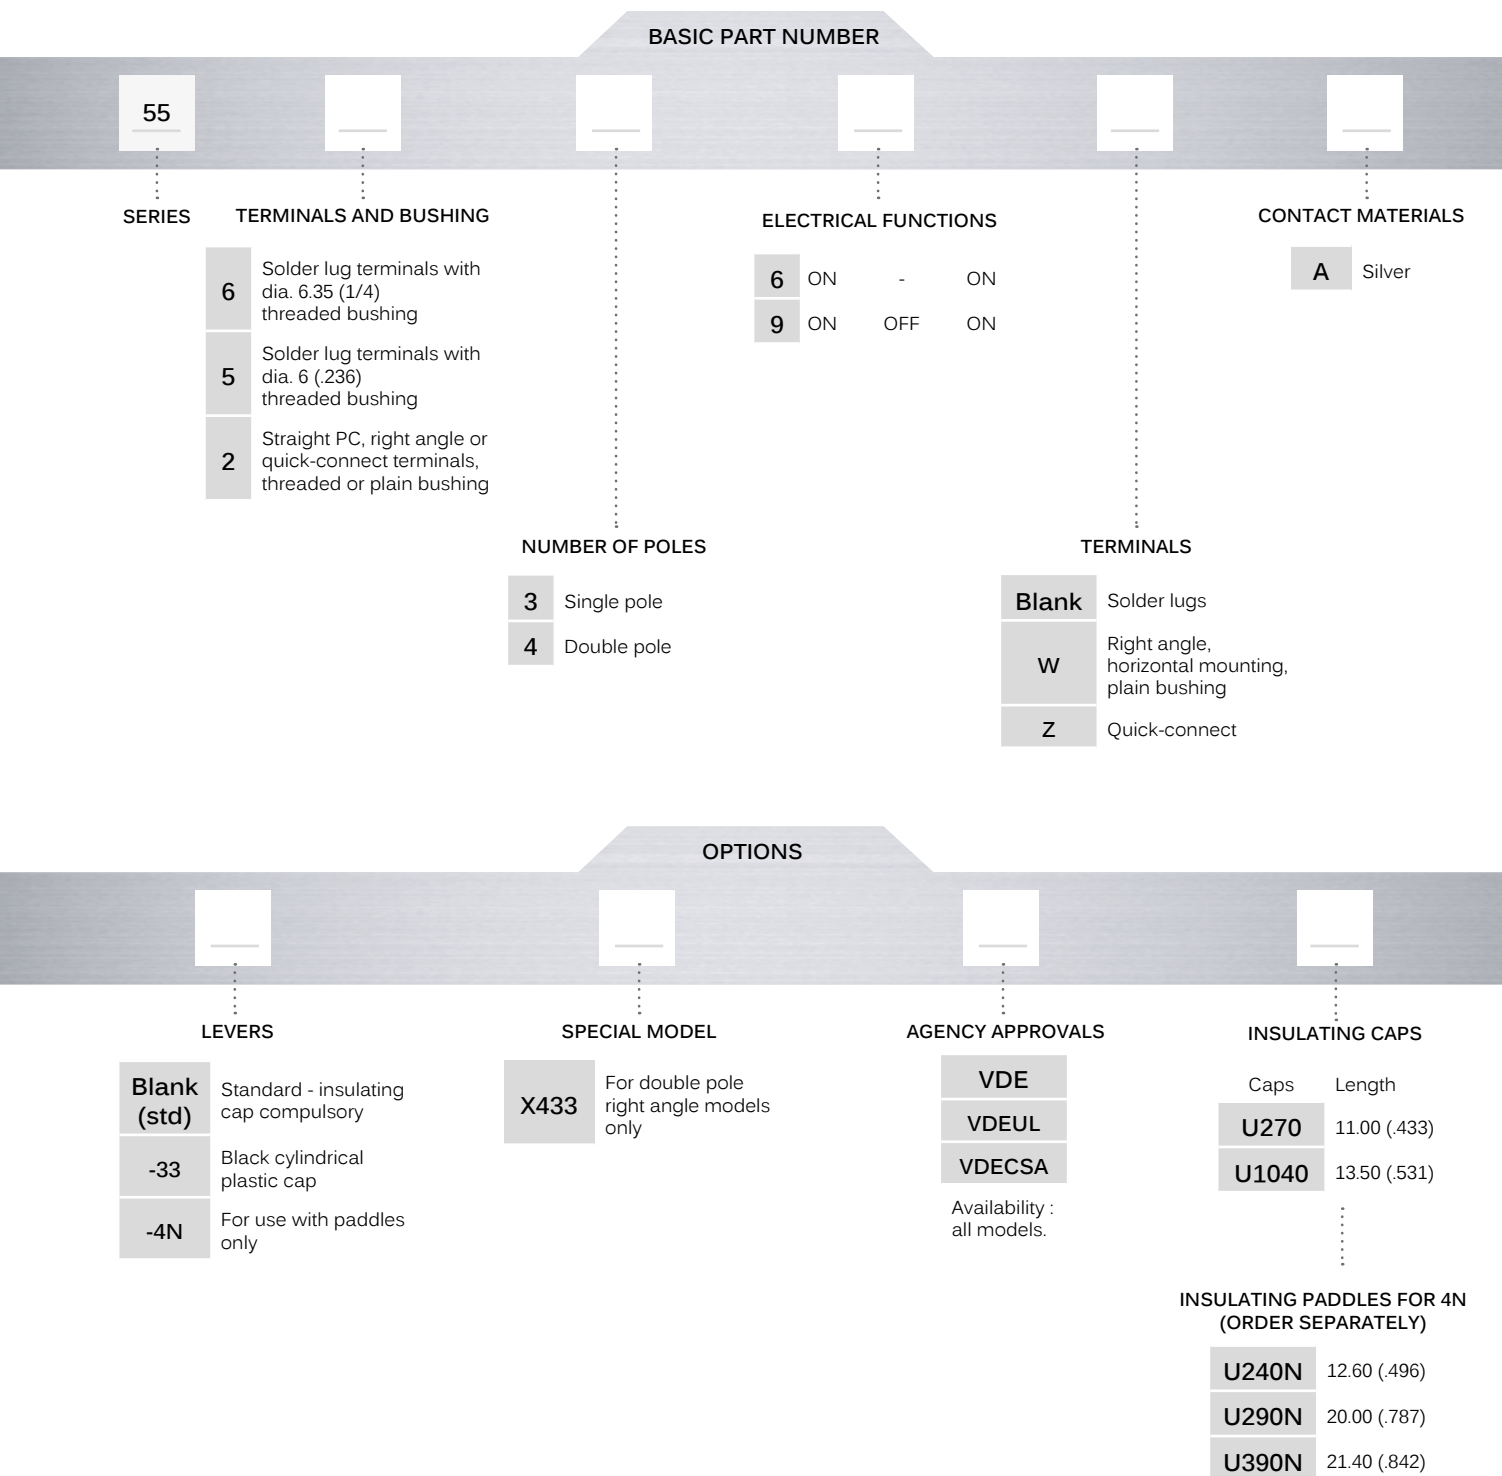 BASIC PART NUMBER
55
SERIES
TERMINALS AND BUSHING
6
Solder lug terminals with
dia. 6.35 (1/4)
threaded bushing
5
Solder lug terminals with
dia. 6 (.236)
threaded bushing
2
Straight PC, right angle or
quick-connect terminals,
threaded or plain bushing
NUMBER OF POLES
3 Single pole
4 Double pole
ELECTRICAL FUNCTIONS
6 ON - ON
9 ON OFF ON
TERMINALS
Blank Solder lugs
W
Right angle,
horizontal mounting,
plain bushing
Z Quick-connect
CONTACT MATERIALS
A Silver
OPTIONS
LEVERS
Blank
(std)
Standard - insulating
cap compulsory
-33
Black cylindrical
plastic cap
-4N
For use with paddles
only
SPECIAL MODEL
X433
For double pole
right angle models
only
AGENCY APPROVALS
VDE
VDEUL
VDECSA
Availability :
all models.
INSULATING CAPS
Caps Length
U270 11.00 (.433)
U1040 13.50 (.531)
INSULATING PADDLES FOR 4N
(ORDER SEPARATELY)
U240N 12.60 (.496)
U290N 20.00 (.787)
U390N 21.40 (.842)